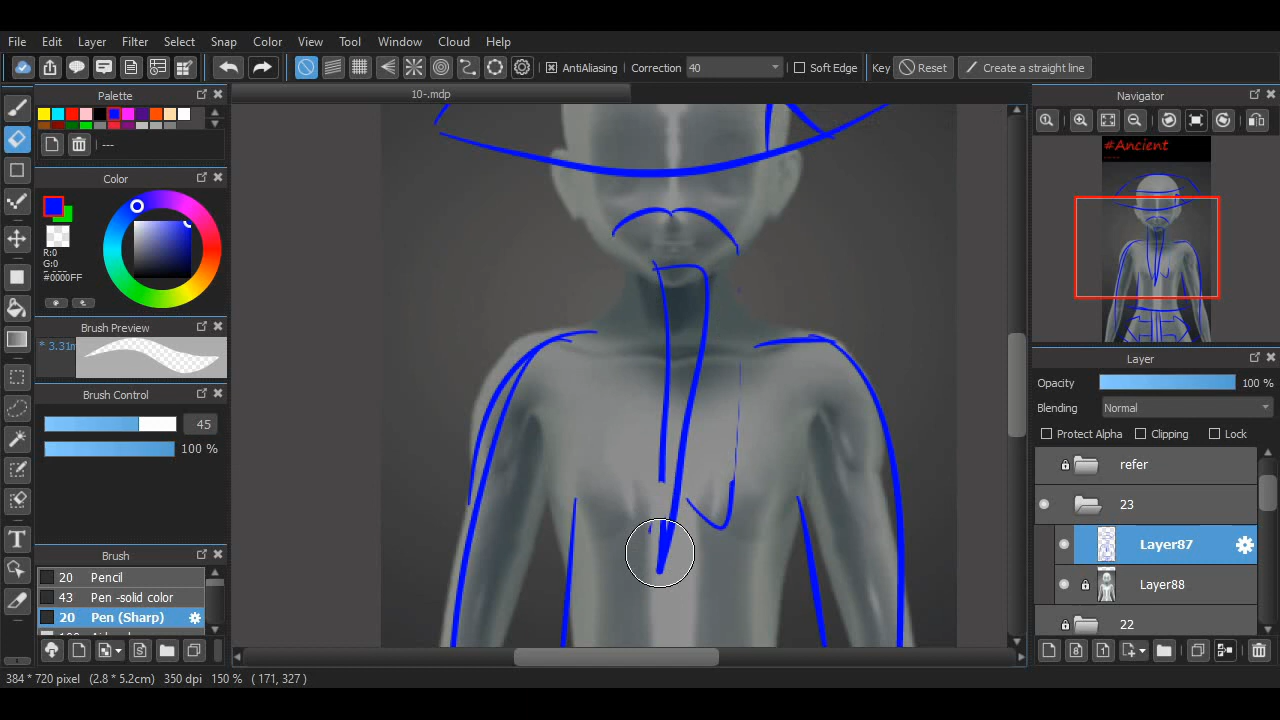 File Edit Layer Filter Select Snap Color View Tool Window Cloud Help
AntiAliasing Correction 40 Soft Edge Key Reset Create a straight line
Palette
10-.mdp
Navigator
---
#Ancient
Color
R:0
G:0
#0000FF
Brush Preview
* 3.31m
Brush Control
45
100 %
Layer
Opacity 100 %
Blending Normal
Protect Alpha Clipping Lock
refer
23
Layer87
Layer88
22
Brush
20 Pencil
43 Pen -solid color
20 Pen (Sharp)
384 * 720 pixel (2.8 * 5.2cm) 350 dpi 150 % ( 171, 327 )